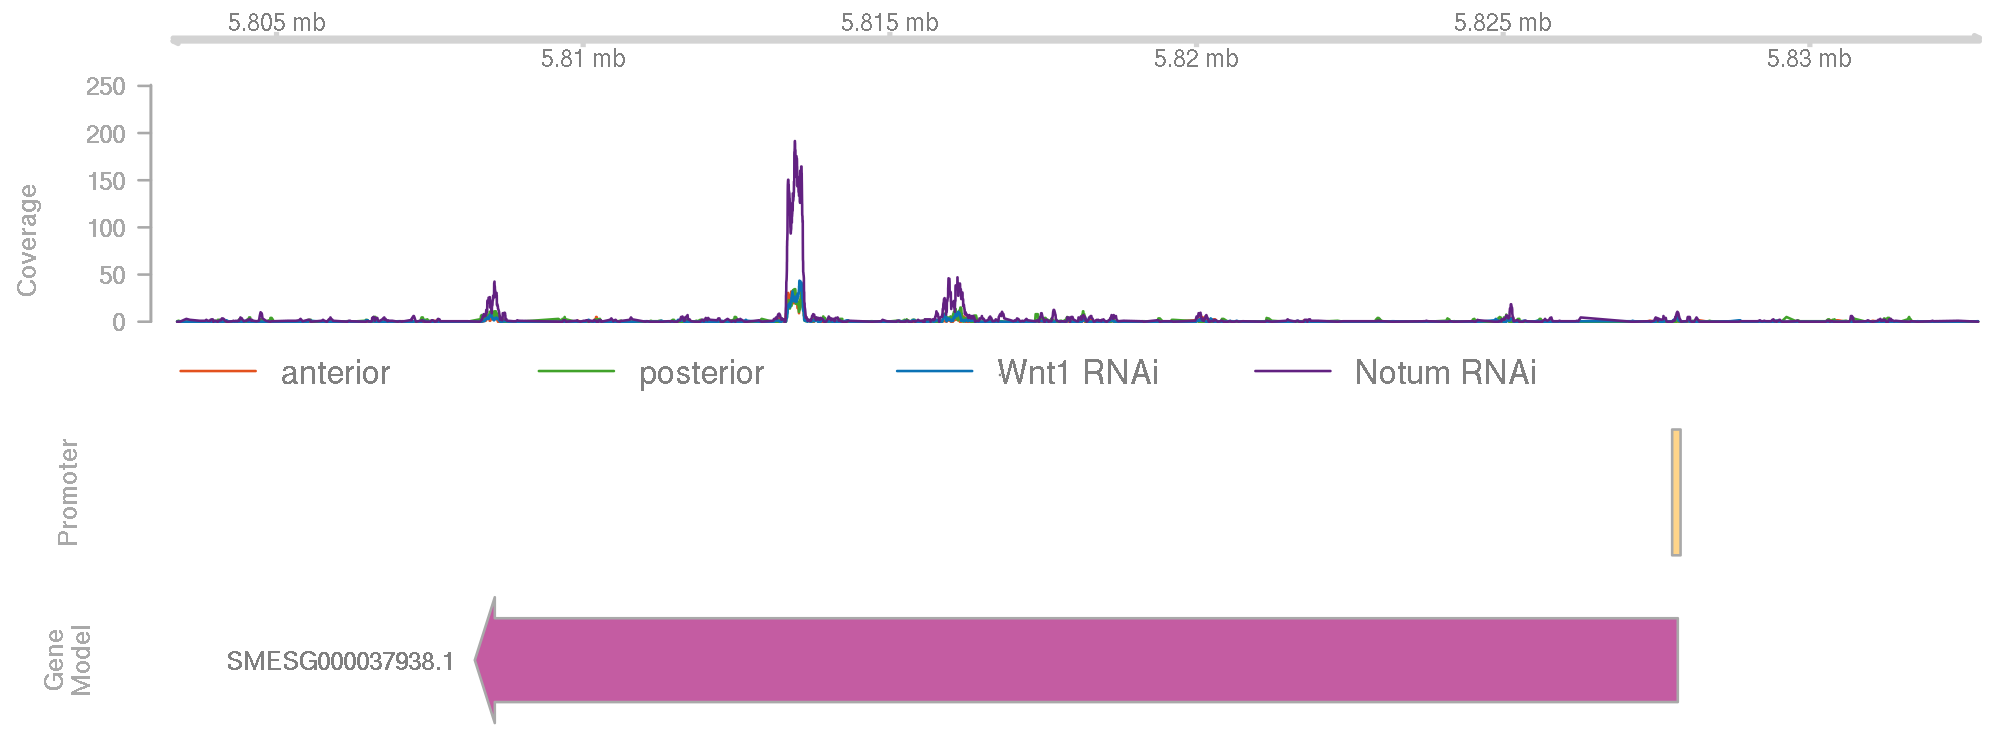 5.805 mb 5.815 mb 5.825 mb
5.81 mb 5.82 mb 5.83 mb
250
200
150
100
50
0
Coverage
anterior posterior Wnt1 RNAi Notum RNAi
Promoter
Gene
Model
SMESG000037938.1